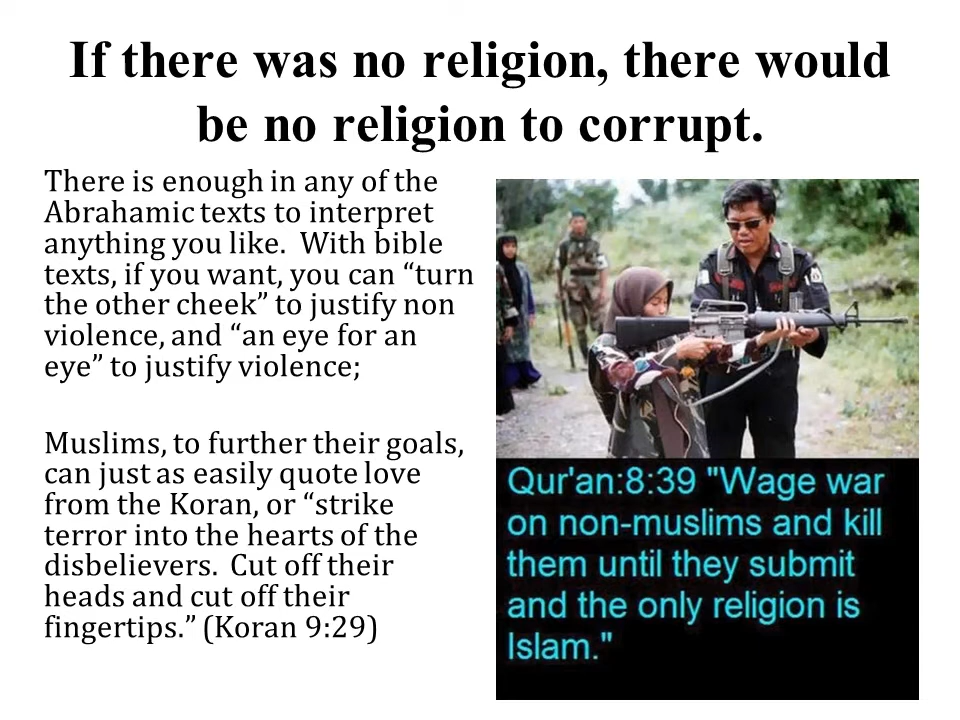 If there was no religion, there would
be no religion to corrupt.
There is enough in any of the
Abrahamic texts to interpret
anything you like.  With bible
texts, if you want, you can “turn
the other cheek” to justify non
violence, and “an eye for an
eye” to justify violence;
Muslims, to further their goals,
can just as easily quote love
from the Koran, or “strike
terror into the hearts of the
disbelievers.  Cut off their
heads and cut off their
fingertips.” (Koran 9:29)
Qur'an:8:39 "Wage war
on non-muslims and kill
them until they submit
and the only religion is
Islam."